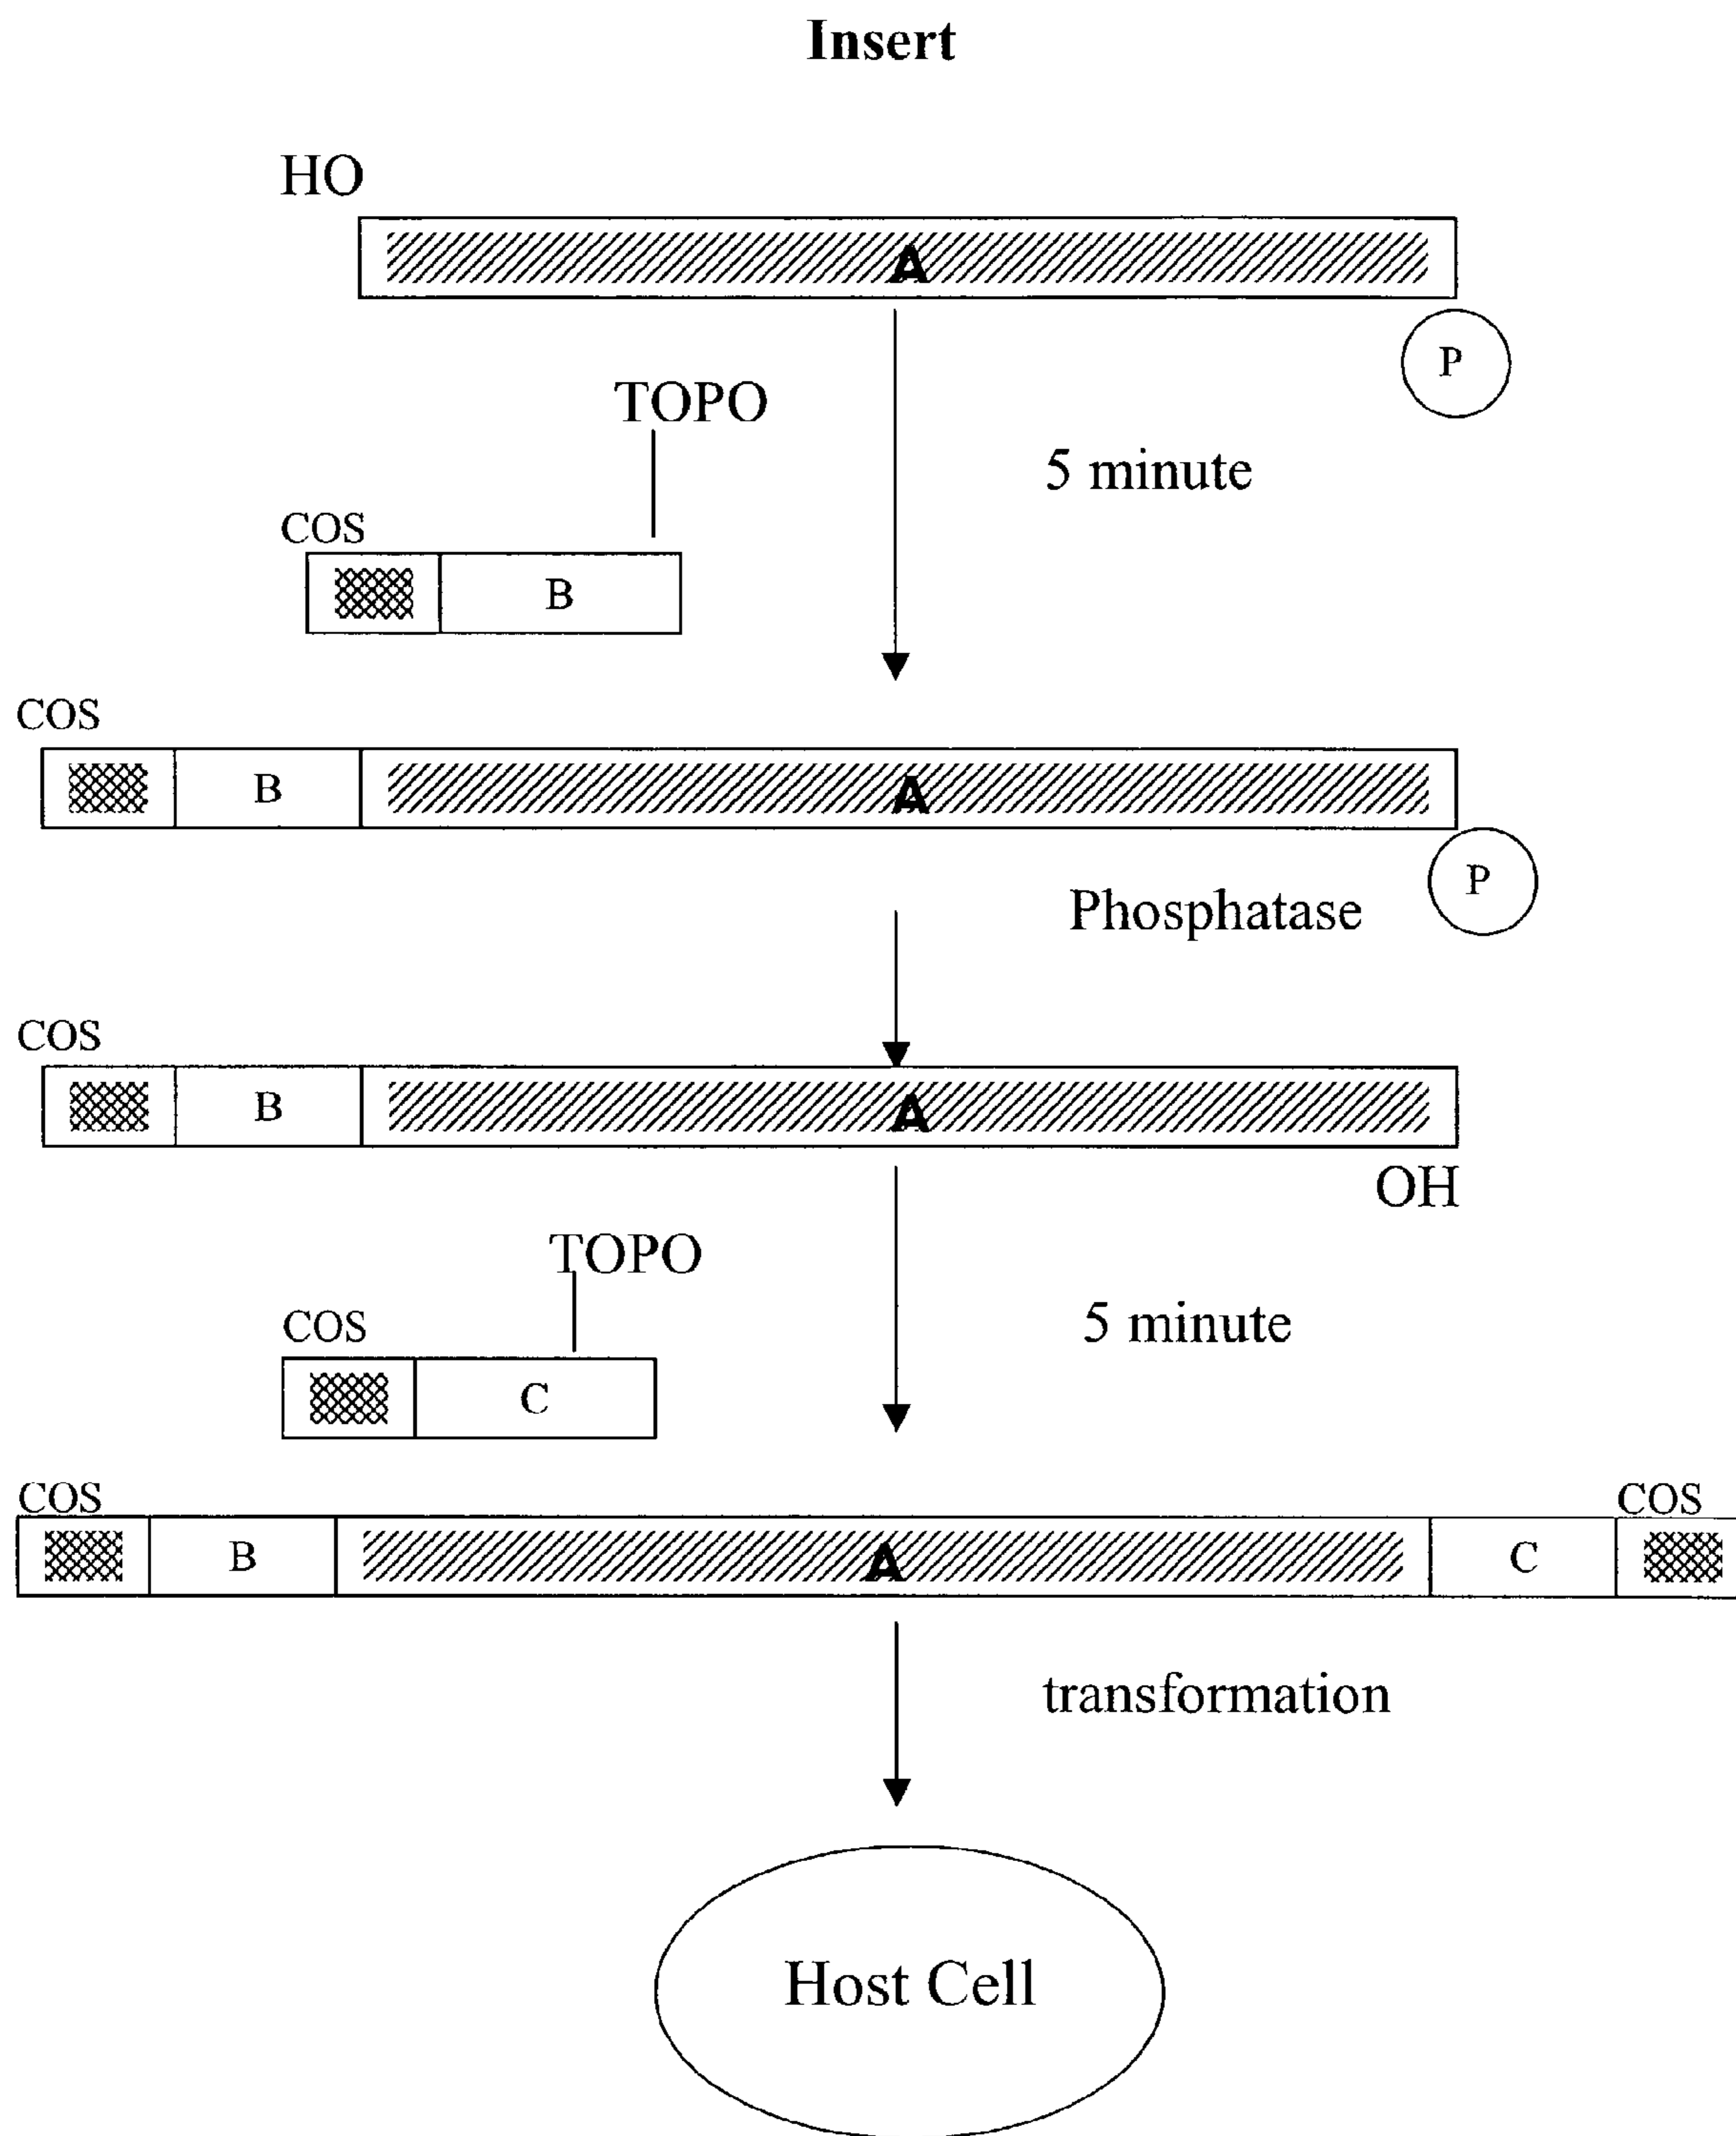 Insert
HO
A
P
TOPO
5 minute
COS
B
COS
B
A
P
Phosphatase
COS
B
A
OH
TOPO
5 minute
COS
C
COS
COS
B
A
C
transformation
Host Cell